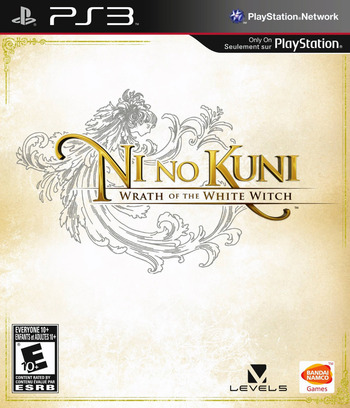 PS3
PlayStation®Network
Only On
Seulement sur PlayStation®
NI NO KUNI
WRATH OF THE WHITE WITCH™
EVERYONE 10+
ENFANTS et ADULTES 10+
E
10+
CONTENT RATED BY
CONTENU ÉVALUÉ PAR
ESRB
LEVEL5
BANDAI
NAMCO
Games